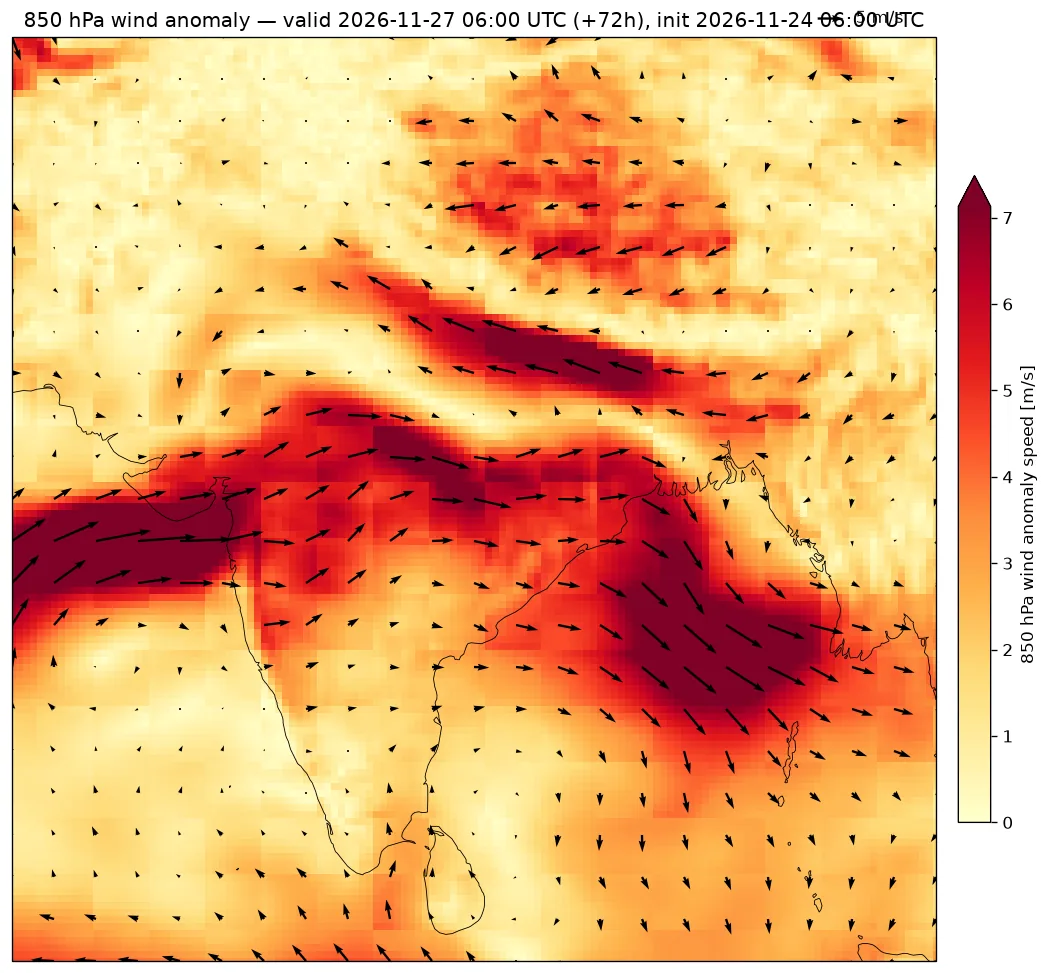 850 hPa wind anomaly — valid 2026-11-27 06:00 UTC (+72h), init 2026-11-24 06:00 UTC
5 m/s
7
6
5
4
3
2
1
0
850 hPa wind anomaly speed [m/s]